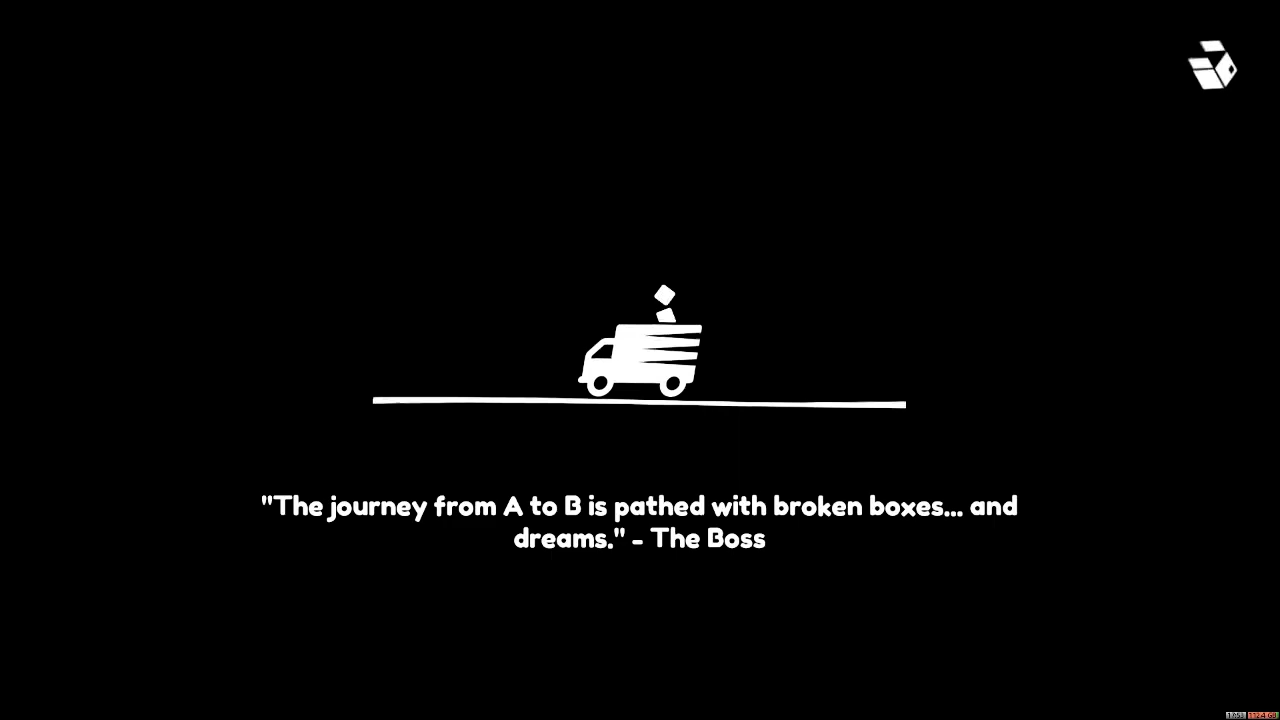 "The journey from A to B is pathed with broken boxes... and
dreams." - The Boss